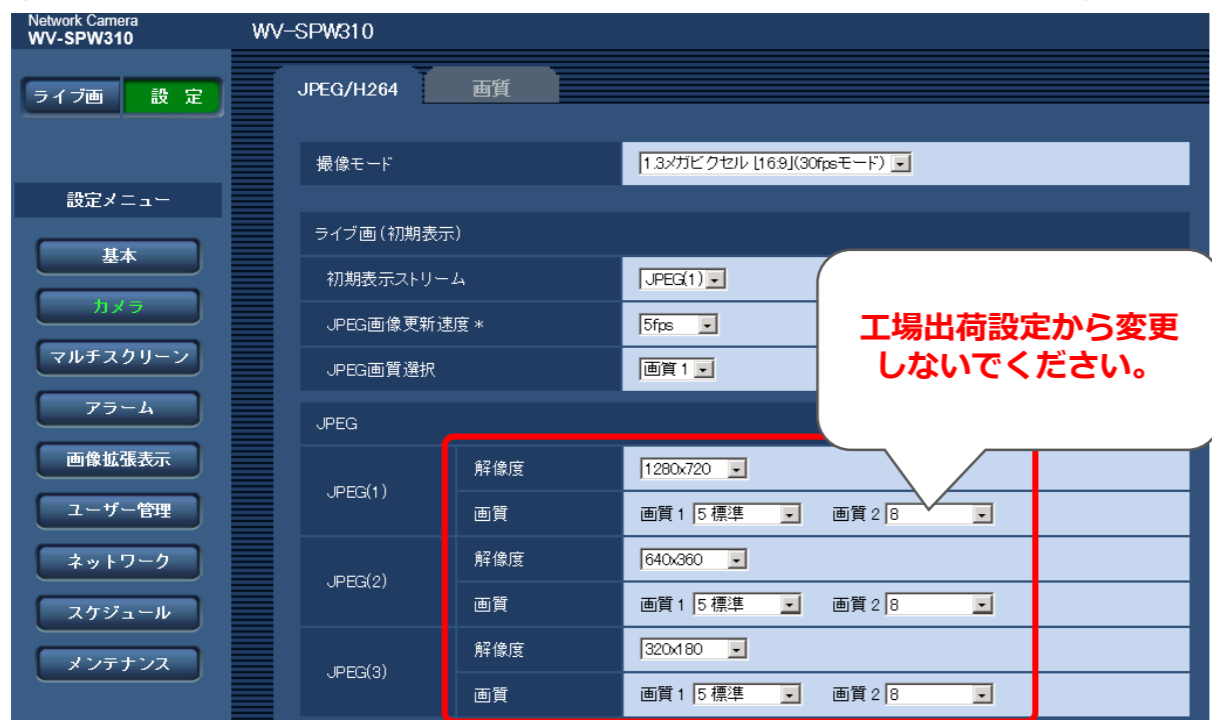 Network Camera
WV-SPW310
WV-SPW310
ライブ画 設 定
JPEG/H264 画質
撮像モード 1.3メガピクセル [16:9](30fpsモード)
設定メニュー
基本
カメラ
マルチスクリーン
アラーム
画像拡張表示
ユーザー管理
ネットワーク
スケジュール
メンテナンス
ライブ画(初期表示)
初期表示ストリーム JPEG(1)
JPEG画像更新速度 * 5fps
JPEG画質選択 画質 1
工場出荷設定から変更
しないでください。
JPEG
JPEG(1)
解像度 1280x720
画質 画質 1 5 標準 画質 2 8
JPEG(2)
解像度 640x360
画質 画質 1 5 標準 画質 2 8
JPEG(3)
解像度 320x180
画質 画質 1 5 標準 画質 2 8